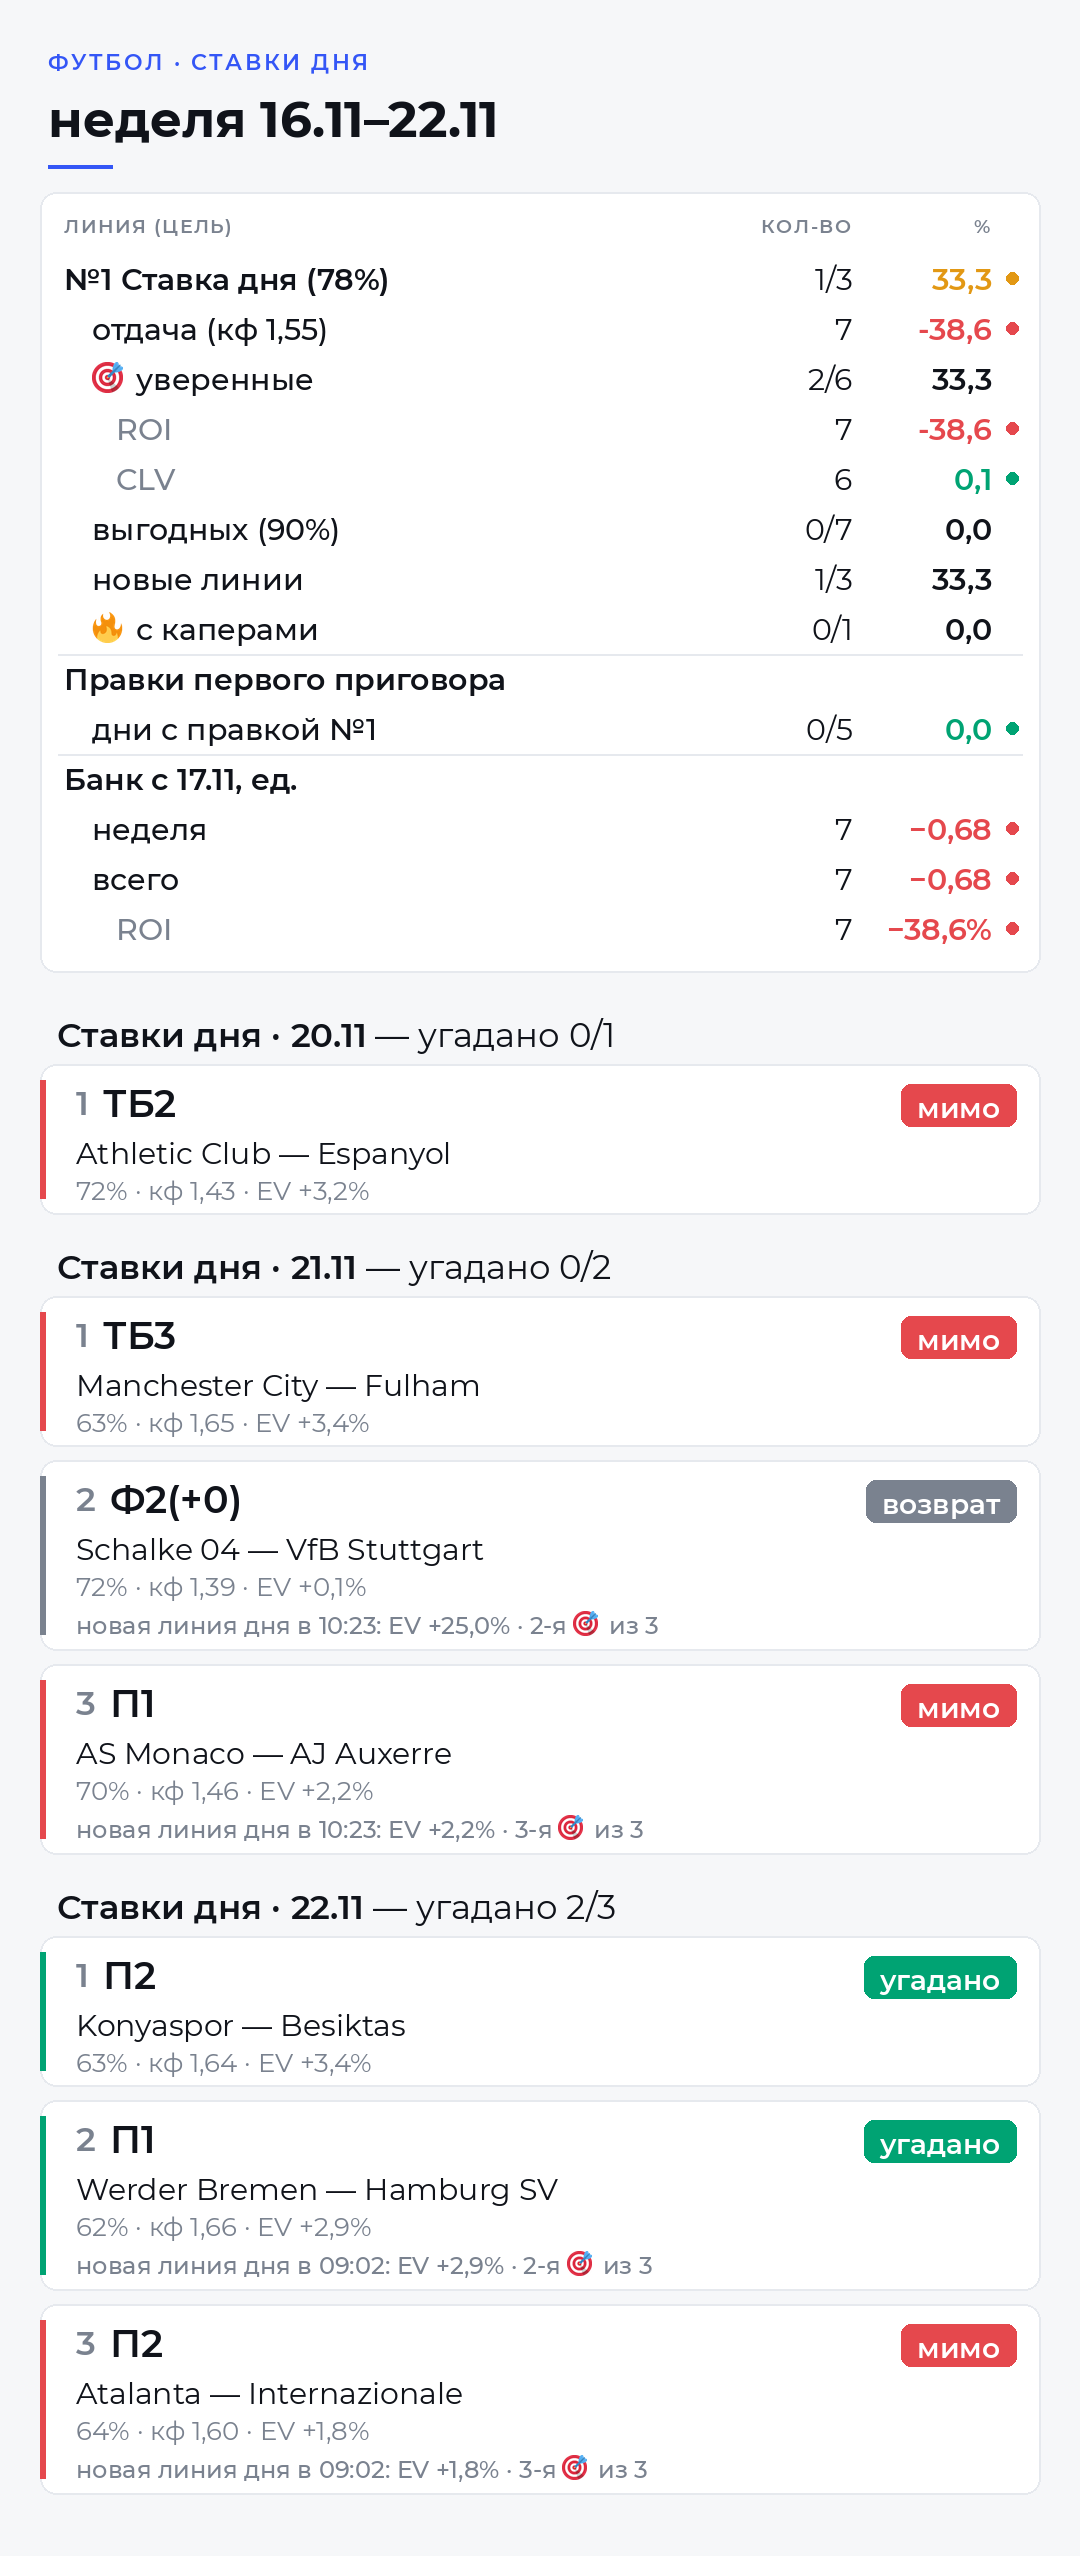 ФУТБОЛ · СТАВКИ ДНЯ
неделя 16.11–22.11
ЛИНИЯ (ЦЕЛЬ) КОЛ-ВО %
№1 Ставка дня (78%) 1/3 33,3
отдача (кф 1,55) 7 -38,6
🎯 уверенные 2/6 33,3
ROI 7 -38,6
CLV 6 0,1
выгодных (90%) 0/7 0,0
новые линии 1/3 33,3
🔥 с каперами 0/1 0,0
Правки первого приговора
дни с правкой №1 0/5 0,0
Банк с 17.11, ед.
неделя 7 −0,68
всего 7 −0,68
ROI 7 −38,6%
Ставки дня · 20.11 — угадано 0/1
1 ТБ2 мимо
Athletic Club — Espanyol
72% · кф 1,43 · EV +3,2%
Ставки дня · 21.11 — угадано 0/2
1 ТБ3 мимо
Manchester City — Fulham
63% · кф 1,65 · EV +3,4%
2 Ф2(+0) возврат
Schalke 04 — VfB Stuttgart
72% · кф 1,39 · EV +0,1%
новая линия дня в 10:23: EV +25,0% · 2-я 🎯 из 3
3 П1 мимо
AS Monaco — AJ Auxerre
70% · кф 1,46 · EV +2,2%
новая линия дня в 10:23: EV +2,2% · 3-я 🎯 из 3
Ставки дня · 22.11 — угадано 2/3
1 П2 угадано
Konyaspor — Besiktas
63% · кф 1,64 · EV +3,4%
2 П1 угадано
Werder Bremen — Hamburg SV
62% · кф 1,66 · EV +2,9%
новая линия дня в 09:02: EV +2,9% · 2-я 🎯 из 3
3 П2 мимо
Atalanta — Internazionale
64% · кф 1,60 · EV +1,8%
новая линия дня в 09:02: EV +1,8% · 3-я 🎯 из 3